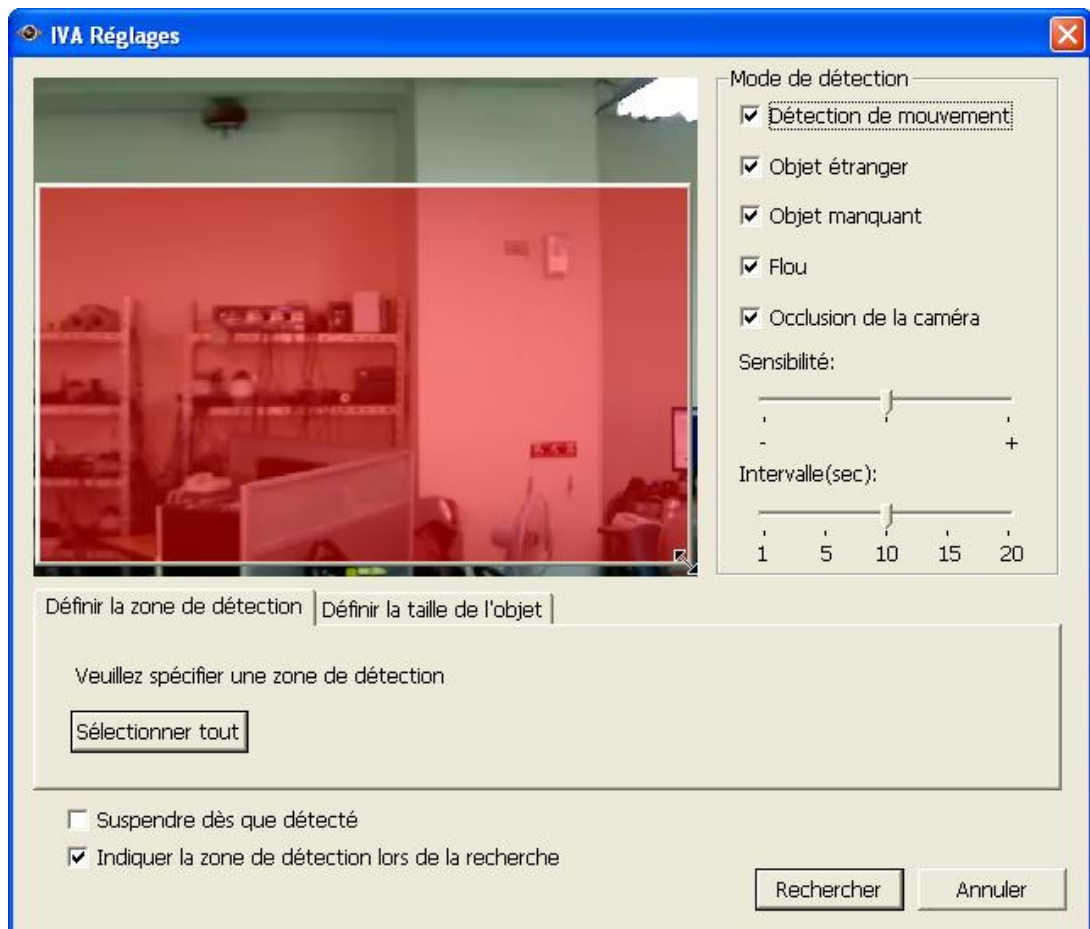 IVA Réglages
Mode de détection
Détection de mouvement
Objet étranger
Objet manquant
Flou
Occlusion de la caméra
Sensibilité:
- +
Intervalle(sec):
1 5 10 15 20
Définir la zone de détection Définir la taille de l'objet
Veuillez spécifier une zone de détection
Sélectionner tout
Suspendre dès que détecté
Indiquer la zone de détection lors de la recherche
Rechercher Annuler